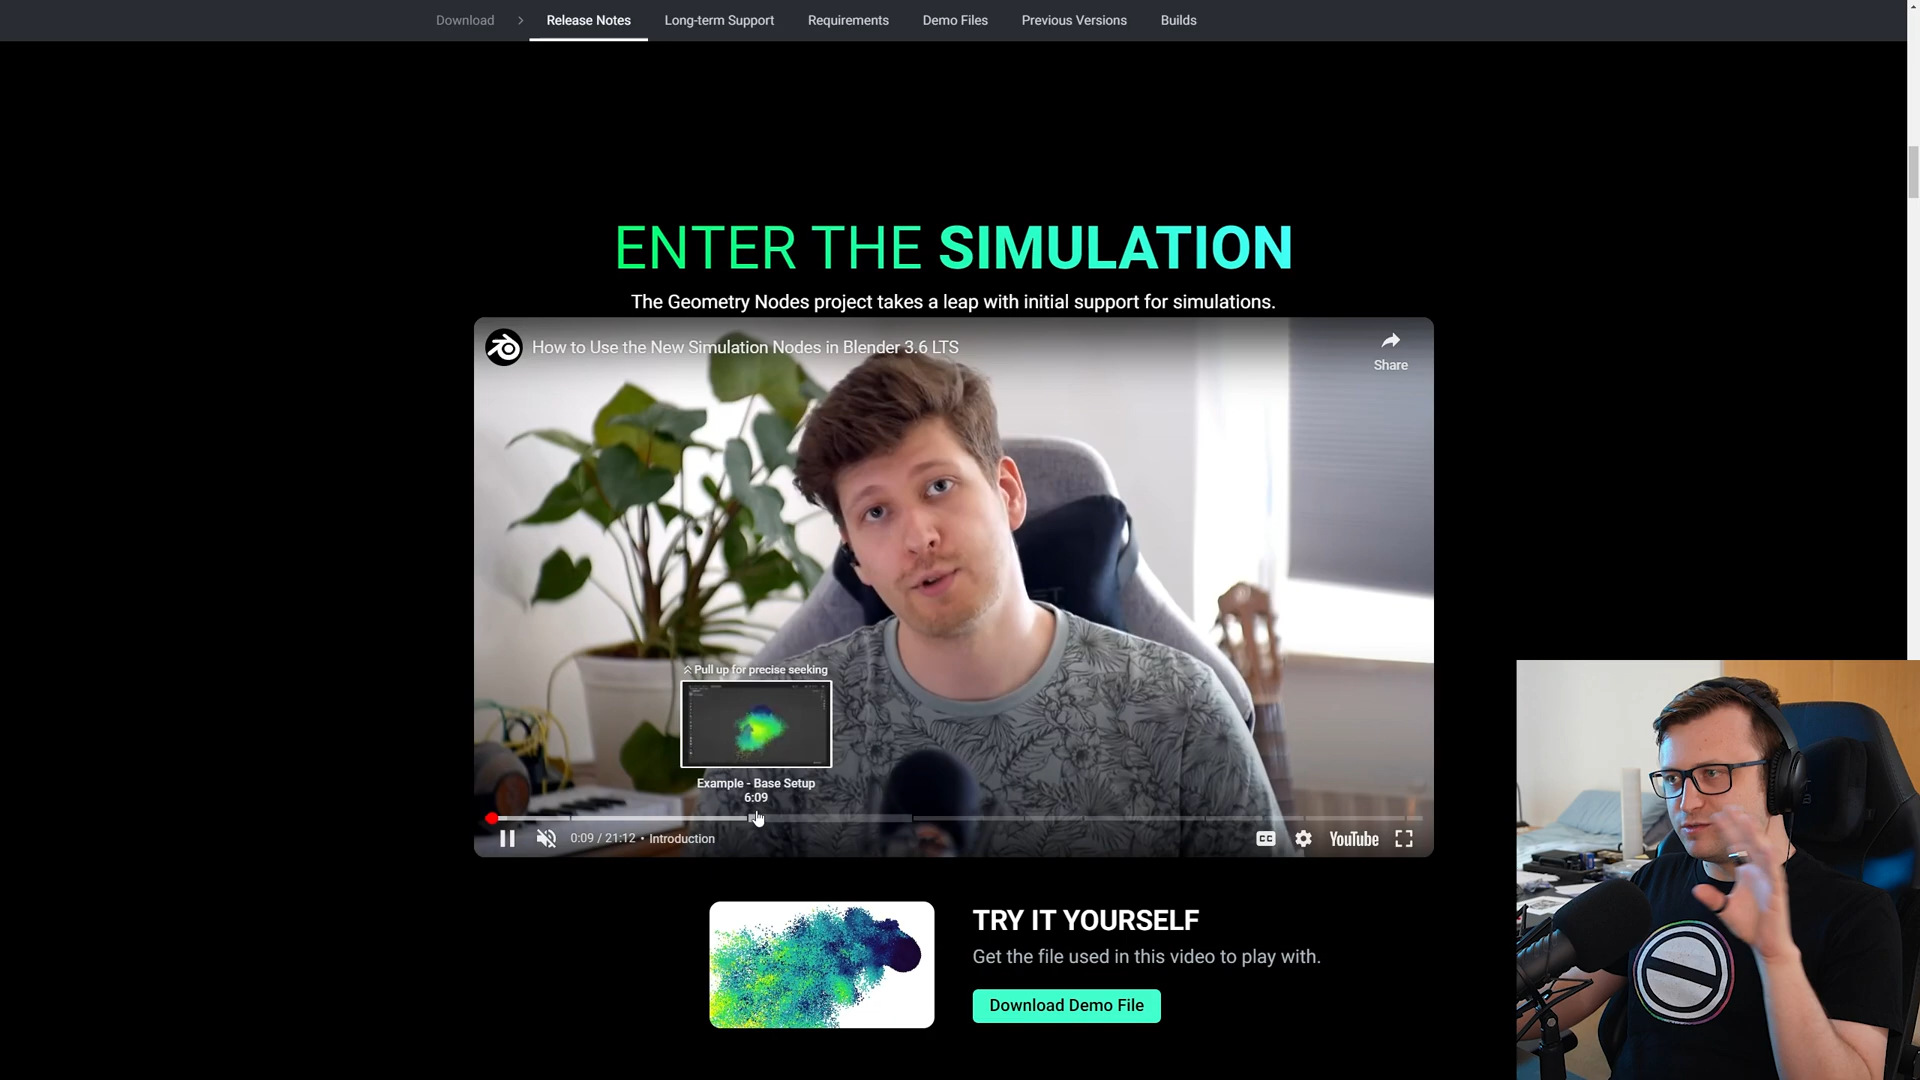 Download > Release Notes Long-term Support Requirements Demo Files Previous Versions Builds
ENTER THE SIMULATION
The Geometry Nodes project takes a leap with initial support for simulations.
How to Use the New Simulation Nodes in Blender 3.6 LTS
Share
Pull up for precise seeking
Example - Base Setup
6:09
0:09 / 21:12 • Introduction
CC
YouTube
TRY IT YOURSELF
Get the file used in this video to play with.
Download Demo File